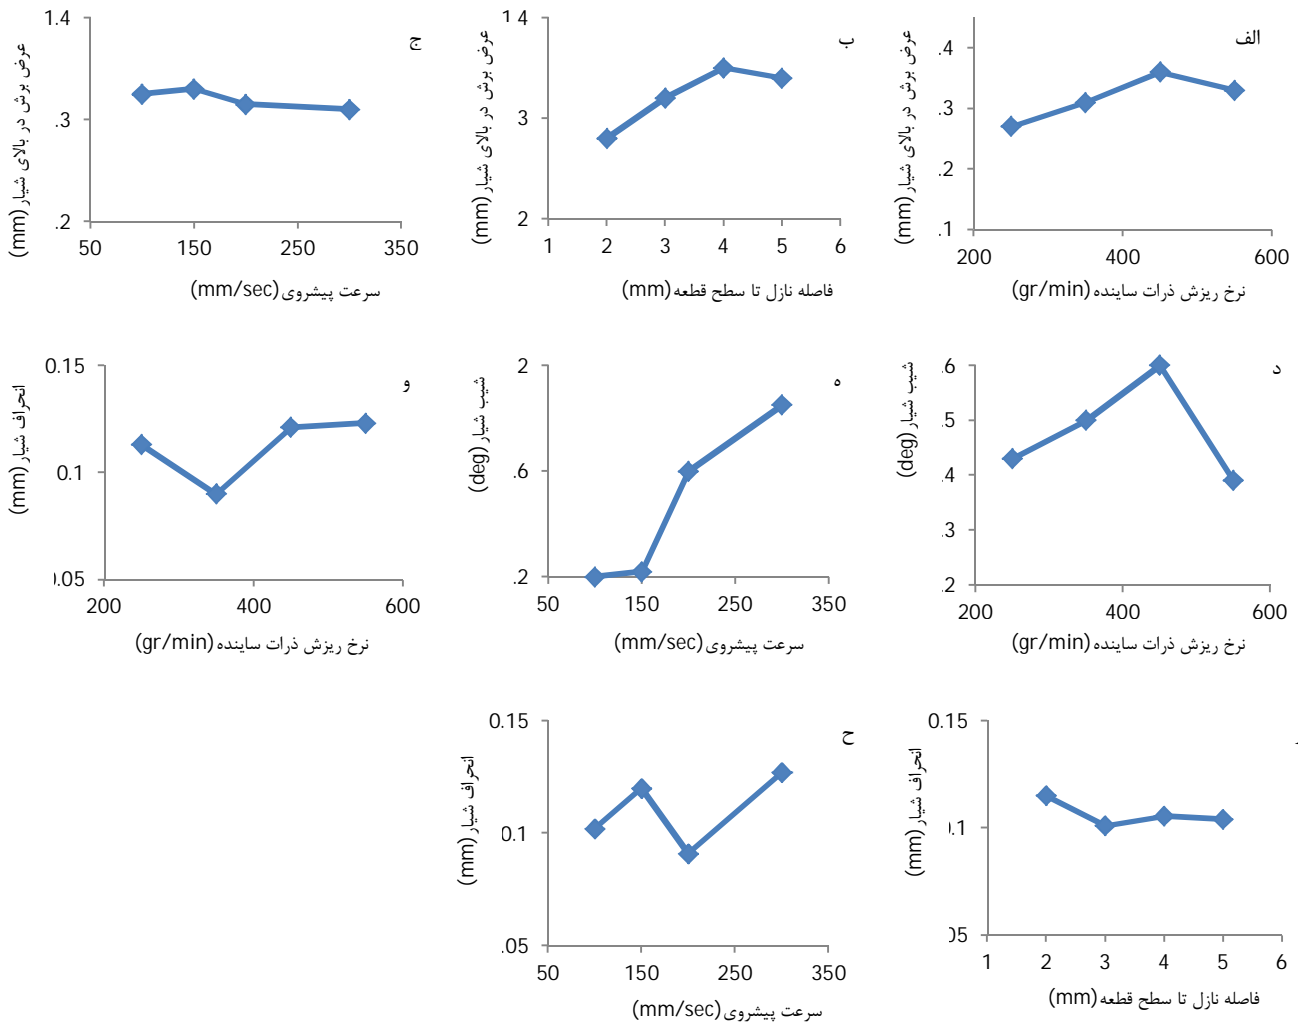 الف
عرض برش در بالای شیار (mm)
.4
.3
.2
.1
200 400 600
نرخ ریزش ذرات ساینده (gr/min)
ب
عرض برش در بالای شیار (mm)
1.4
3
2
1 2 3 4 5 6
فاصله نازل تا سطح قطعه (mm)
ج
عرض برش در بالای شیار (mm)
1.4
.3
.2
50 150 250 350
سرعت پیشروی (mm/sec)
د
شیب شیار (deg)
.6
.5
.4
.3
.2
200 400 600
نرخ ریزش ذرات ساینده (gr/min)
ه
شیب شیار (deg)
2
.6
.2
50 150 250 350
سرعت پیشروی (mm/sec)
و
انحراف شیار (mm)
0.15
0.1
.05
200 400 600
نرخ ریزش ذرات ساینده (gr/min)
انحراف شیار (mm)
0.15
.1
05
1 2 3 4 5 6
فاصله نازل تا سطح قطعه (mm)
ح
انحراف شیار (mm)
0.15
0.1
.05
50 150 250 350
سرعت پیشروی (mm/sec)